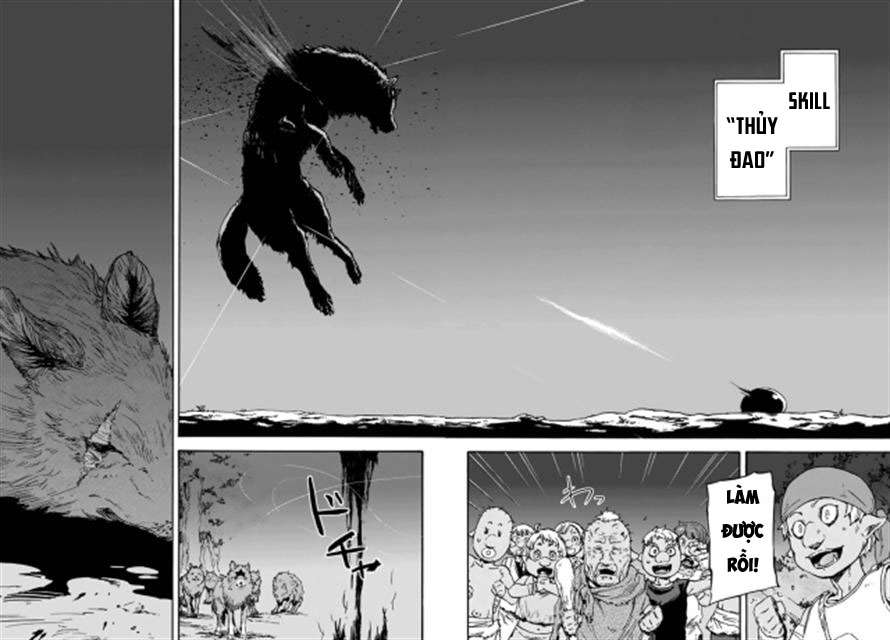 SKILL
“THỦY
ĐAO”
LÀM
ĐƯỢC
RỒI!
わっ
ドチャ